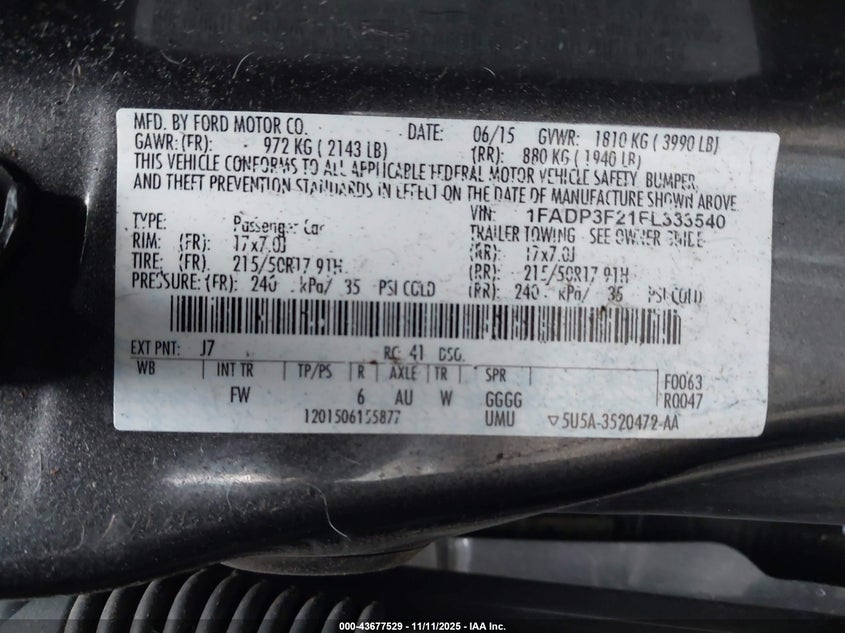 MFD. BY FORD MOTOR CO. DATE: 06/15 GVWR: 1810 KG ( 3990 LB)
GAWR: (FR): 972 KG ( 2143 LB) (RR): 880 KG ( 1940 LB)
THIS VEHICLE CONFORMS TO ALL APPLICABLE FEDERAL MOTOR VEHICLE SAFETY, BUMPER,
AND THEFT PREVENTION STANDARDS IN EFFECT ON THE DATE OF MANUFACTURE SHOWN ABOVE
VIN: 1FADP3F21FL333540
TYPE: Passenger Car TRAILER TOWING - SEE OWNER GUIDE
RIM: (FR): 17x7.0J (RR): 17x7.0J
TIRE: (FR): 215/50R17 91H (RR): 215/50R17 91H
PRESSURE: (FR): 240 kPa/ 35 PSI COLD (RR): 240 kPa/ 35 PSI COLD
EXT PNT: J7 RC: 41 DSO:
WB INT TR TP/PS R AXLE TR SPR F0063
FW 6 AU W GGGG R0047
1201506155877 UMU ▽5U5A-3520472-AA
000-43677529 - 11/11/2025 - IAA Inc.